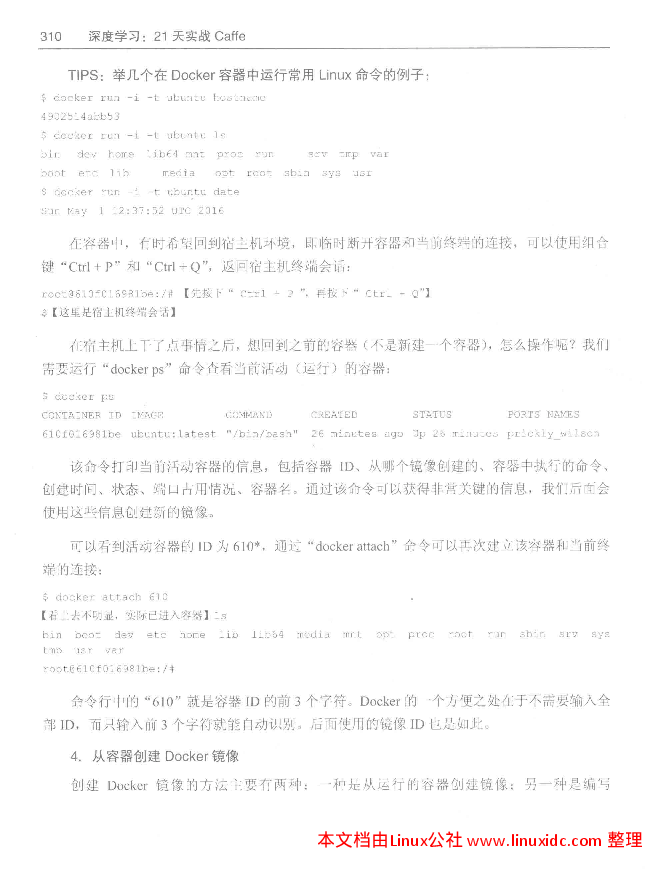 310 深度学习：21 天实战 Caffe
TIPS：举几个在 Docker 容器中运行常用 Linux 命令的例子：
$ docker run -i -t ubuntu hostname
4902514abb53
$ docker run -i -t ubuntu ls
bin dev home lib64 mnt proc run srv tmp var
boot etc lib media opt root sbin sys usr
$ docker run -i -t ubuntu date
Sun May 1 12:37:52 UTC 2016
在容器中，有时希望回到宿主机环境，即临时断开容器和当前终端的连接，可以使用组合
键“Ctrl + P”和“Ctrl + Q”，返回宿主机终端会话：
root@610f016981be:/# 【先按下“ Ctrl + P ”，再按下“ Ctrl + Q”】
$【这里是宿主机终端会话】
在宿主机上干了点事情之后，想回到之前的容器（不是新建一个容器），怎么操作呢？我们
需要运行“docker ps”命令查看当前活动（运行）的容器：
$ docker ps
CONTAINER ID IMAGE COMMAND CREATED STATUS PORTS NAMES
610f016981be ubuntu:latest "/bin/bash" 26 minutes ago Up 26 minutes prickly_wilson
该命令打印当前活动容器的信息，包括容器 ID、从哪个镜像创建的、容器中执行的命令、
创建时间、状态、端口占用情况、容器名。通过该命令可以获得非常关键的信息，我们后面会
使用这些信息创建新的镜像。
可以看到活动容器的 ID 为 610*，通过“docker attach”命令可以再次建立该容器和当前终
端的连接：
$ docker attach 610
【看上去不明显，实际已进入容器】ls
bin boot dev etc home lib lib64 media mnt opt proc root run sbin srv sys
tmp usr var
root@610f016981be:/#
命令行中的“610”就是容器 ID 的前 3 个字符。Docker 的一个方便之处在于不需要输入全
部 ID，而只输入前 3 个字符就能自动识别。后面使用的镜像 ID 也是如此。
4．从容器创建 Docker 镜像
创建 Docker 镜像的方法主要有两种：一种是从运行的容器创建镜像；另一种是编写
本文档由Linux公社 www.linuxidc.com 整理